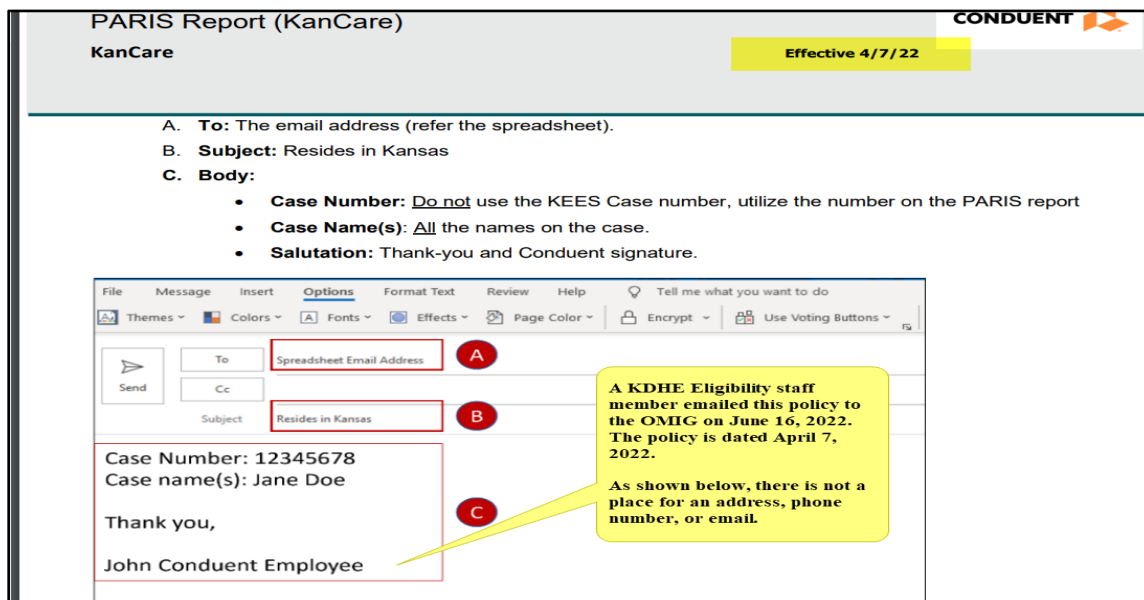 PARIS Report (KanCare)
CONDUENT
KanCare
Effective 4/7/22
A. To: The email address (refer the spreadsheet).
B. Subject: Resides in Kansas
C. Body:
• Case Number: Do not use the KEES Case number, utilize the number on the PARIS report
• Case Name(s): All the names on the case.
• Salutation: Thank-you and Conduent signature.
File Message Insert Options Format Text Review Help Tell me what you want to do
Themes Colors A Fonts Effects Page Color Encrypt Use Voting Buttons
To Spreadsheet Email Address A
Send
Cc
Subject Resides in Kansas B
Case Number: 12345678
Case name(s): Jane Doe
Thank you,
C
John Conduent Employee
A KDHE Eligibility staff
member emailed this policy to
the OMIG on June 16, 2022.
The policy is dated April 7,
2022.
As shown below, there is not a
place for an address, phone
number, or email.